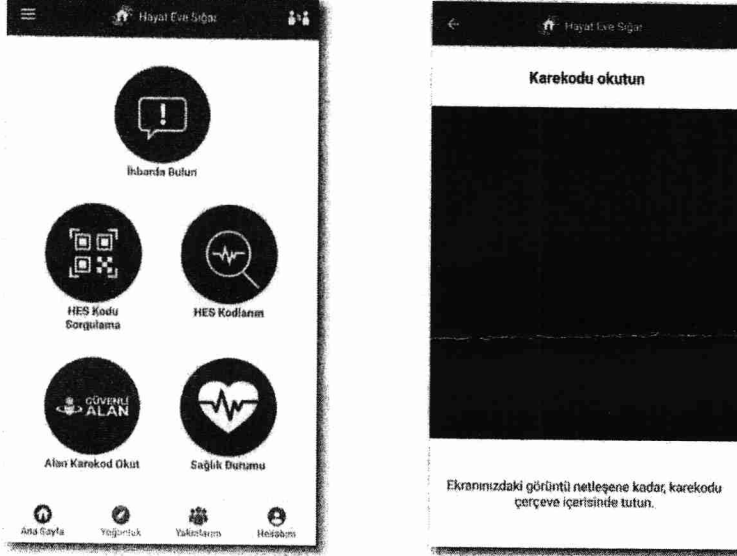 Hayat Eve Sığar
İhbarda Bulun
HES Kodu
Sorgulama
HES Kodlarım
GÜVENLİ
ALAN
Alan Karekod Okut
Sağlık Durumu
Ana Sayfa
Yoğunluk
Yakınlarım
Hesabım
Hayat Eve Sığar
Karekodu okutun
Ekranınızdaki görüntü netleşene kadar, karekodu
çerçeve içerisinde tutun.